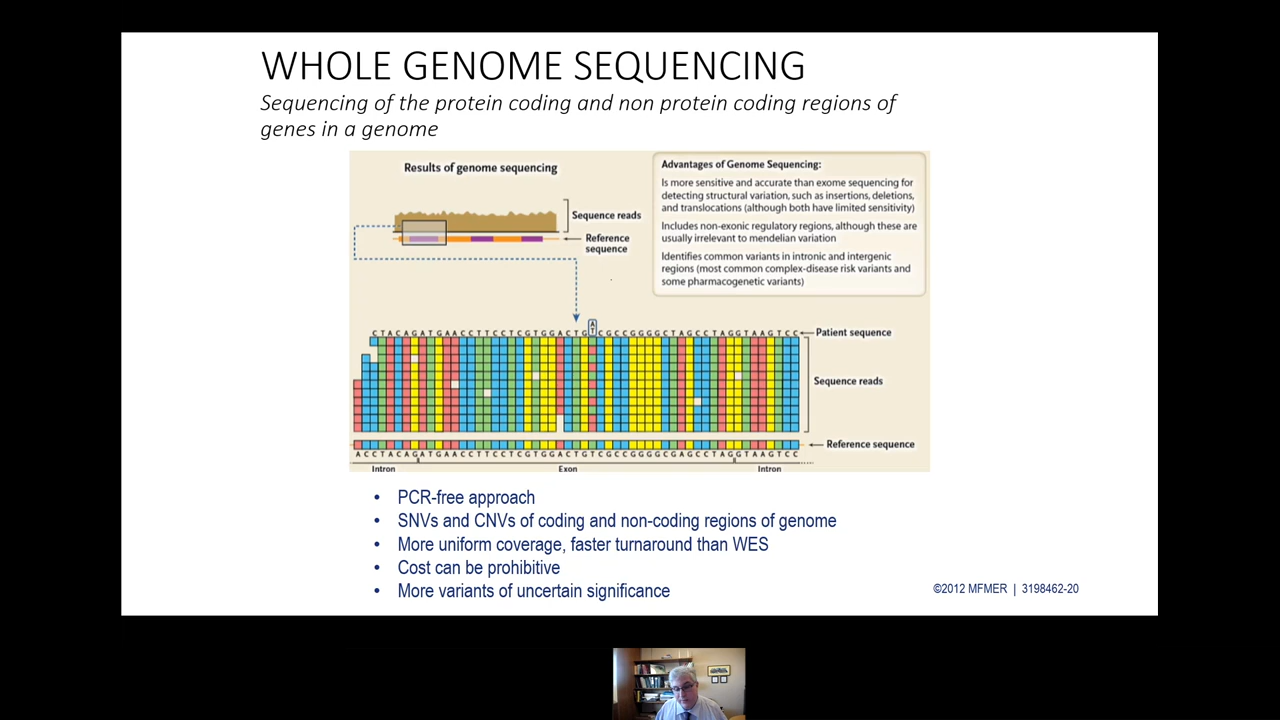 WHOLE GENOME SEQUENCING
Sequencing of the protein coding and non protein coding regions of
genes in a genome
Results of genome sequencing
Sequence reads
Reference
sequence
Advantages of Genome Sequencing:
Is more sensitive and accurate than exome sequencing for
detecting structural variation, such as insertions, deletions,
and translocations (although both have limited sensitivity)
Includes non-exonic regulatory regions, although these are
usually irrelevant to mendelian variation
Identifies common variants in intronic and intergenic
regions (most common complex-disease risk variants and
some pharmacogenetic variants)
A
T
C T A C A G A T G A A C C T T C C T C G T G G A C T G C G C C G G G G C T A G C C T A G G T A A G T C C
Patient sequence
Sequence reads
Reference sequence
A C C T A C A G A T G A A C C T T C C T C G T G G A C T G T C G C C G G G G C G A G C C T A G G T A A G T C C
Intron Exon Intron
• PCR-free approach
• SNVs and CNVs of coding and non-coding regions of genome
• More uniform coverage, faster turnaround than WES
• Cost can be prohibitive
• More variants of uncertain significance
©2012 MFMER | 3198462-20